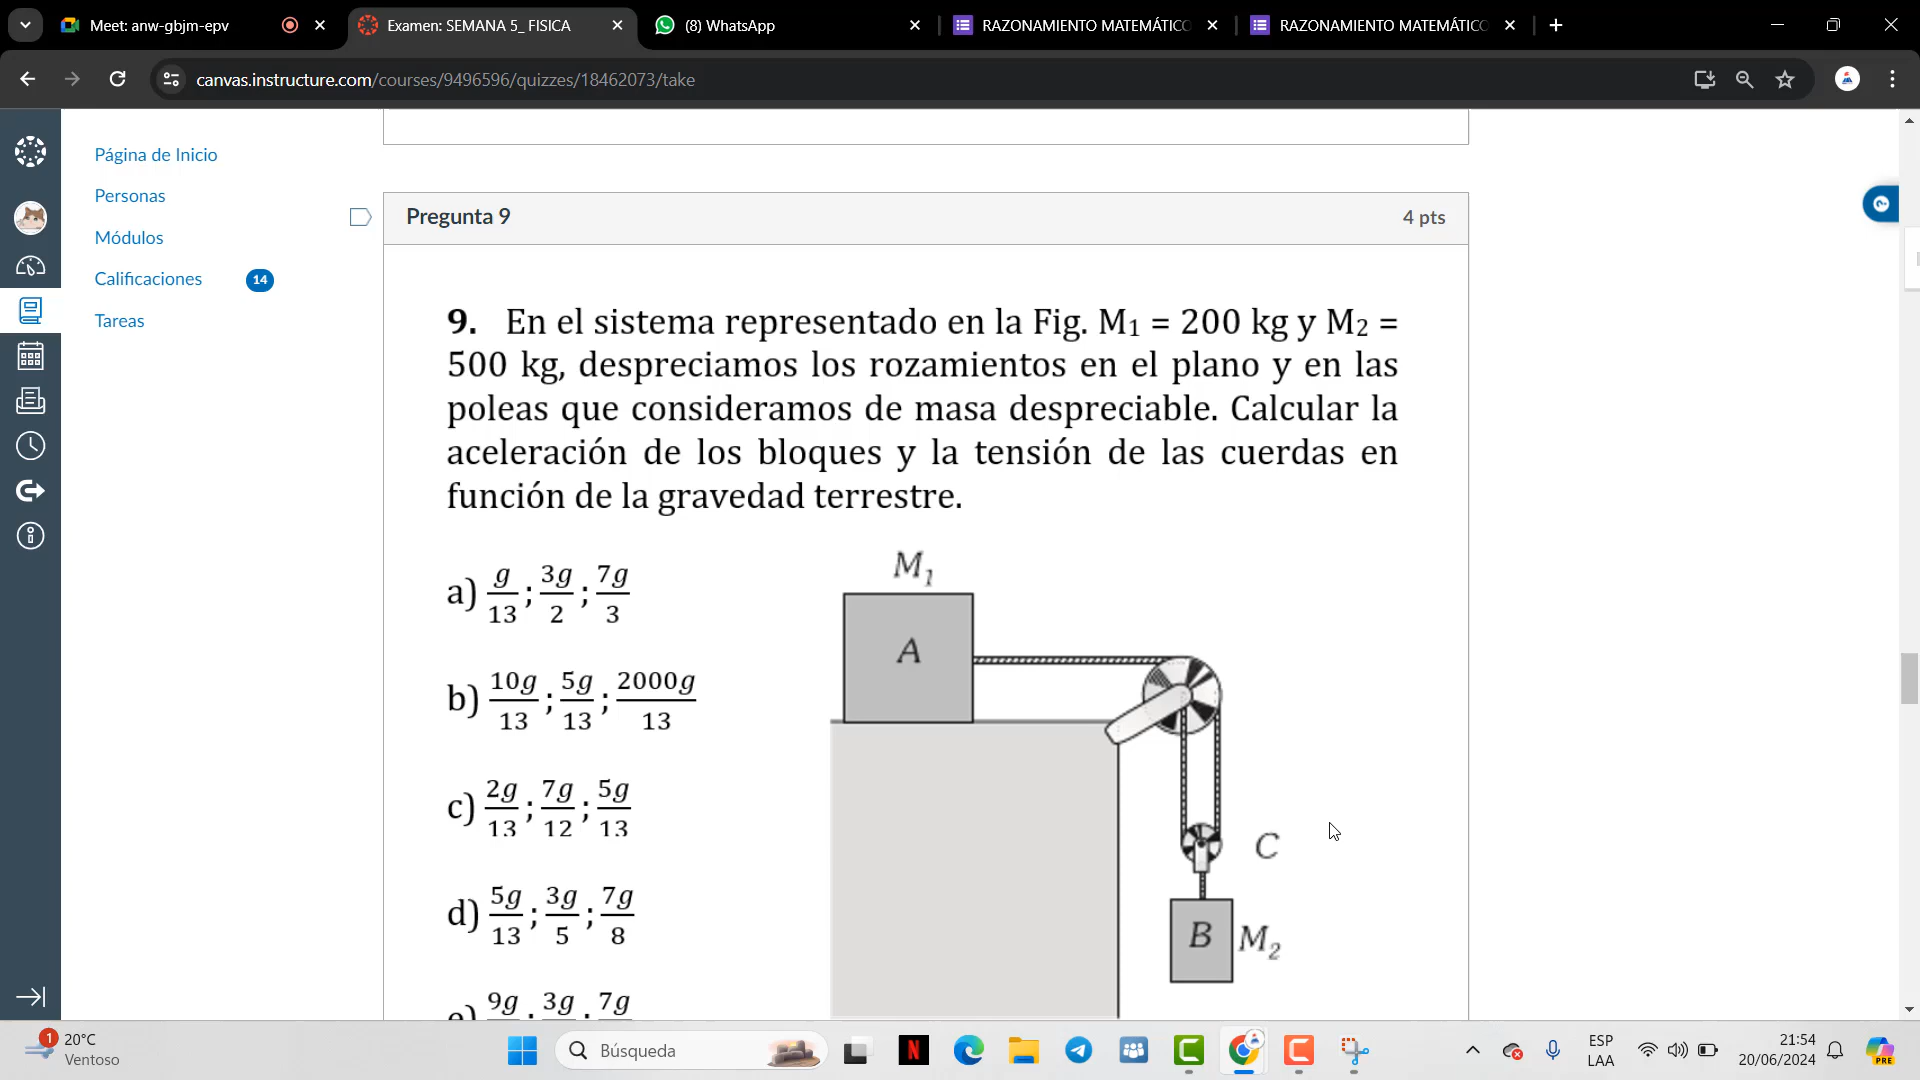 Meet: anw-gbjm-epv
Examen: SEMANA 5_ FISICA
(8) WhatsApp
RAZONAMIENTO MATEMÁTICO
RAZONAMIENTO MATEMÁTICO
canvas.instructure.com/courses/9496596/quizzes/18462073/take
Página de Inicio
Personas
Módulos
Calificaciones 14
Tareas
Pregunta 9 4 pts
9. En el sistema representado en la Fig. M₁ = 200 kg y M₂ =
500 kg, despreciamos los rozamientos en el plano y en las
poleas que consideramos de masa despreciable. Calcular la
aceleración de los bloques y la tensión de las cuerdas en
función de la gravedad terrestre.
a) g/13 ; 3g/2 ; 7g/3
b) 10g/13 ; 5g/13 ; 2000g/13
c) 2g/13 ; 7g/12 ; 5g/13
d) 5g/13 ; 3g/5 ; 7g/8
e) 9g ; 3g ; 7g
M₁
A
C
B M₂
1
20°C
Ventoso
Búsqueda
N
ESP
LAA
21:54
20/06/2024
PRE